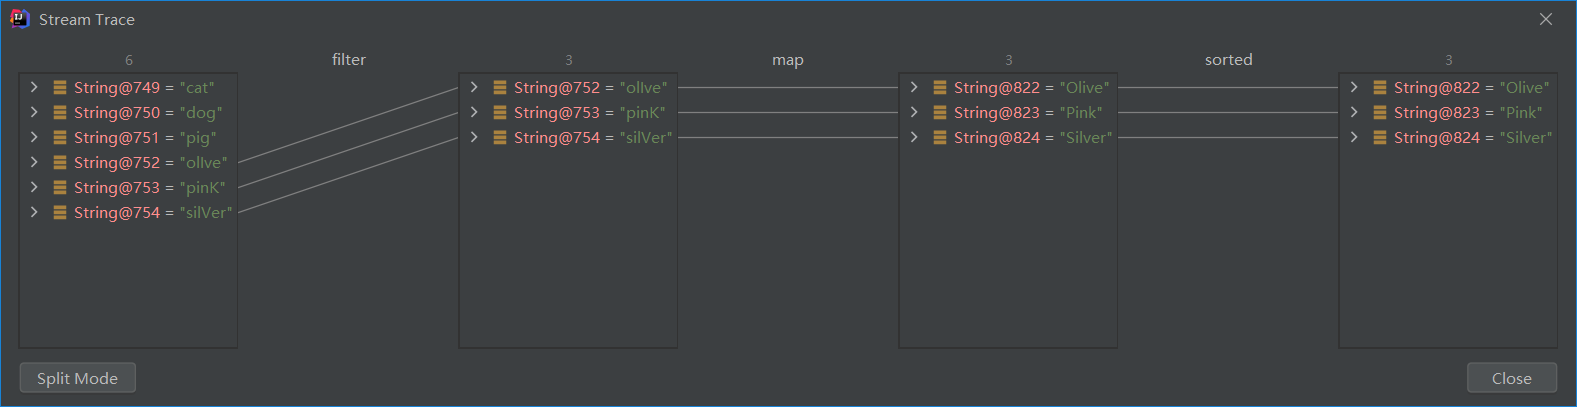 Stream Trace
6 filter 3 map 3 sorted 3
String@749 = "cat" String@752 = "olIve" String@822 = "Olive" String@822 = "Olive"
String@750 = "dog" String@753 = "pinK" String@823 = "Pink" String@823 = "Pink"
String@751 = "pig" String@754 = "silVer" String@824 = "Silver" String@824 = "Silver"
String@752 = "olIve"
String@753 = "pinK"
String@754 = "silVer"
Split Mode Close